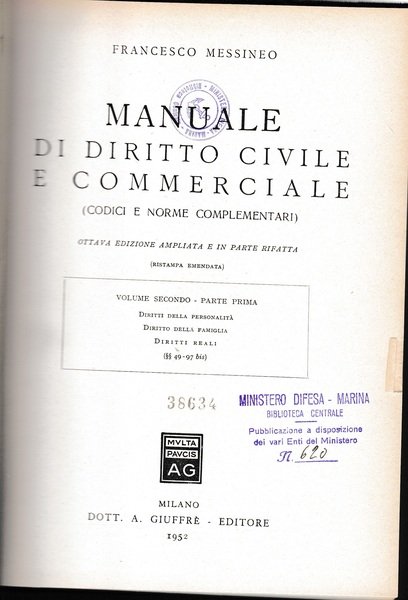 FRANCESCO MESSINEO
MANUALE
DI DIRITTO CIVILE
E COMMERCIALE
(CODICI E NORME COMPLEMENTARI)
OTTAVA EDIZIONE AMPLIATA E IN PARTE RIFATTA
(RISTAMPA EMENDATA)
VOLUME SECONDO - PARTE PRIMA
DIRITTI DELLA PERSONALITÀ
DIRITTO DELLA FAMIGLIA
DIRITTI REALI
(§§ 49-97 bis)
38634
MINISTERO DIFESA - MARINA
BIBLIOTECA CENTRALE
Pubblicazione a disposizione
dei vari Enti del Ministero
N. 620
MVLTA
PAVCIS
AG
MILANO
DOTT. A. GIUFFRÈ - EDITORE
1952